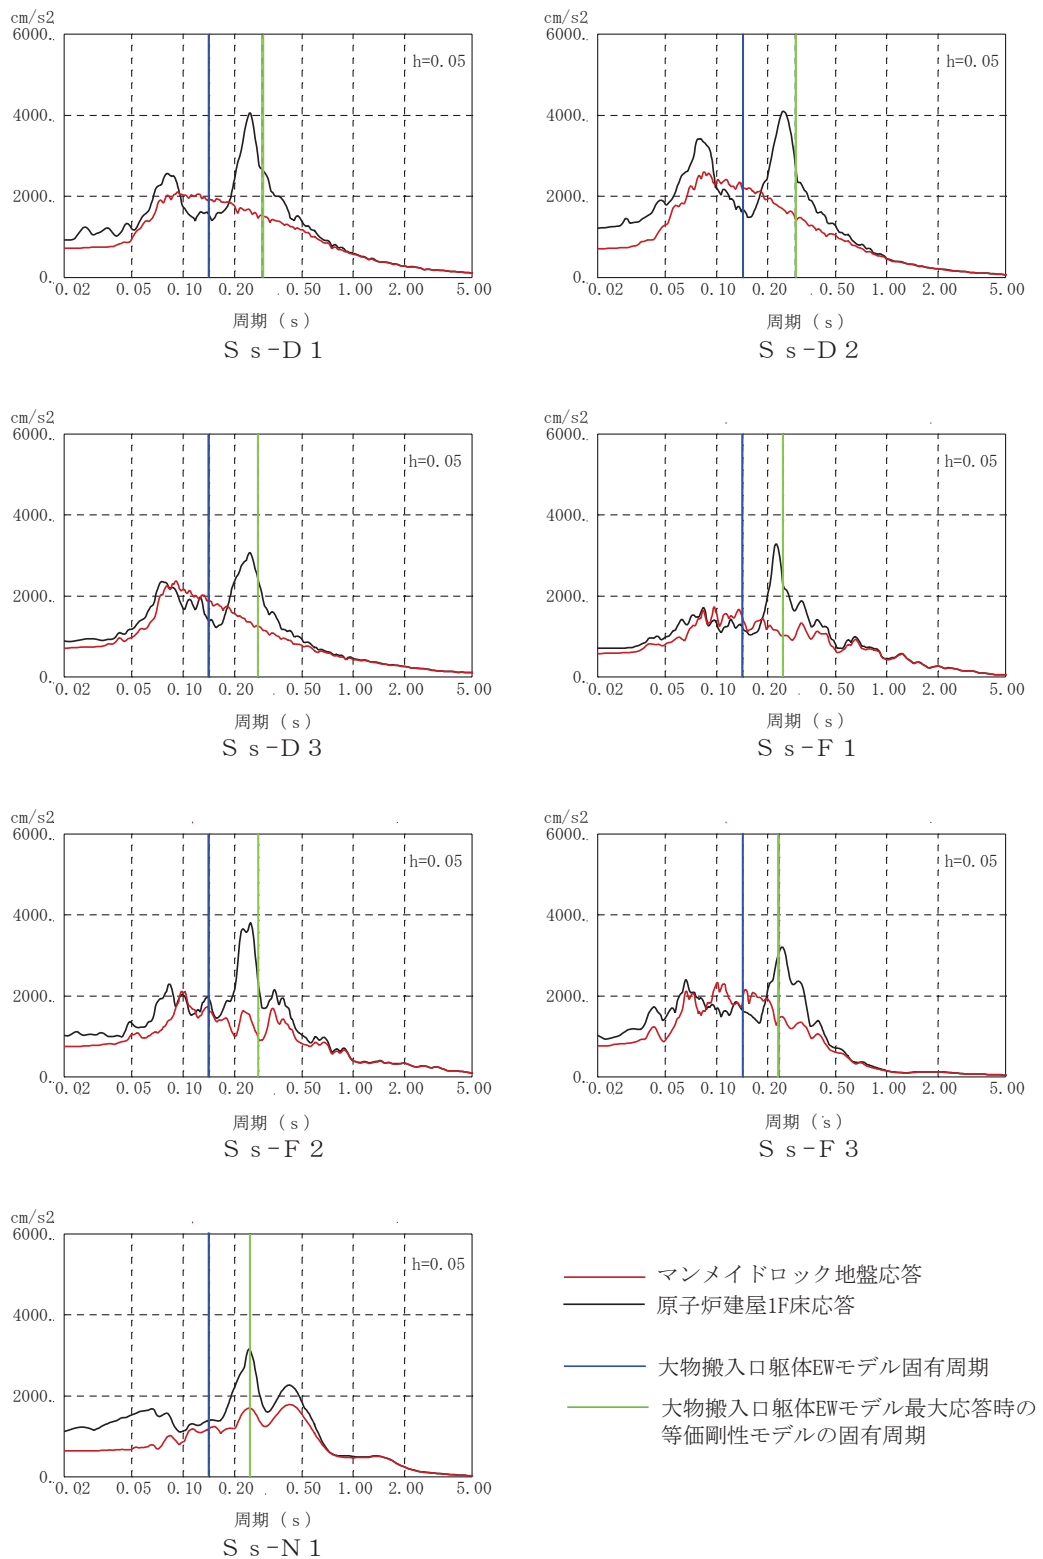 cm/s2
6000.
h=0.05
4000.
2000.
0.
0.02 0.05 0.10 0.20 0.50 1.00 2.00 5.00
周期（s）
Ｓｓ-Ｄ１
cm/s2
6000.
h=0.05
4000.
2000.
0.
0.02 0.05 0.10 0.20 0.50 1.00 2.00 5.00
周期（s）
Ｓｓ-Ｄ２
cm/s2
6000.
h=0.05
4000.
2000.
0.
0.02 0.05 0.10 0.20 0.50 1.00 2.00 5.00
周期（s）
Ｓｓ-Ｄ３
cm/s2
6000.
h=0.05
4000.
2000.
0.
0.02 0.05 0.10 0.20 0.50 1.00 2.00 5.00
周期（s）
Ｓｓ-Ｆ１
cm/s2
6000.
h=0.05
4000.
2000.
0.
0.02 0.05 0.10 0.20 0.50 1.00 2.00 5.00
周期（s）
Ｓｓ-Ｆ２
cm/s2
6000.
h=0.05
4000.
2000.
0.
0.02 0.05 0.10 0.20 0.50 1.00 2.00 5.00
周期（s）
Ｓｓ-Ｆ３
cm/s2
6000.
h=0.05
4000.
2000.
0.
0.02 0.05 0.10 0.20 0.50 1.00 2.00 5.00
周期（s）
Ｓｓ-Ｎ１
マンメイドロック地盤応答
原子炉建屋1F床応答
大物搬入口躯体EWモデル固有周期
大物搬入口躯体EWモデル最大応答時の
等価剛性モデルの固有周期